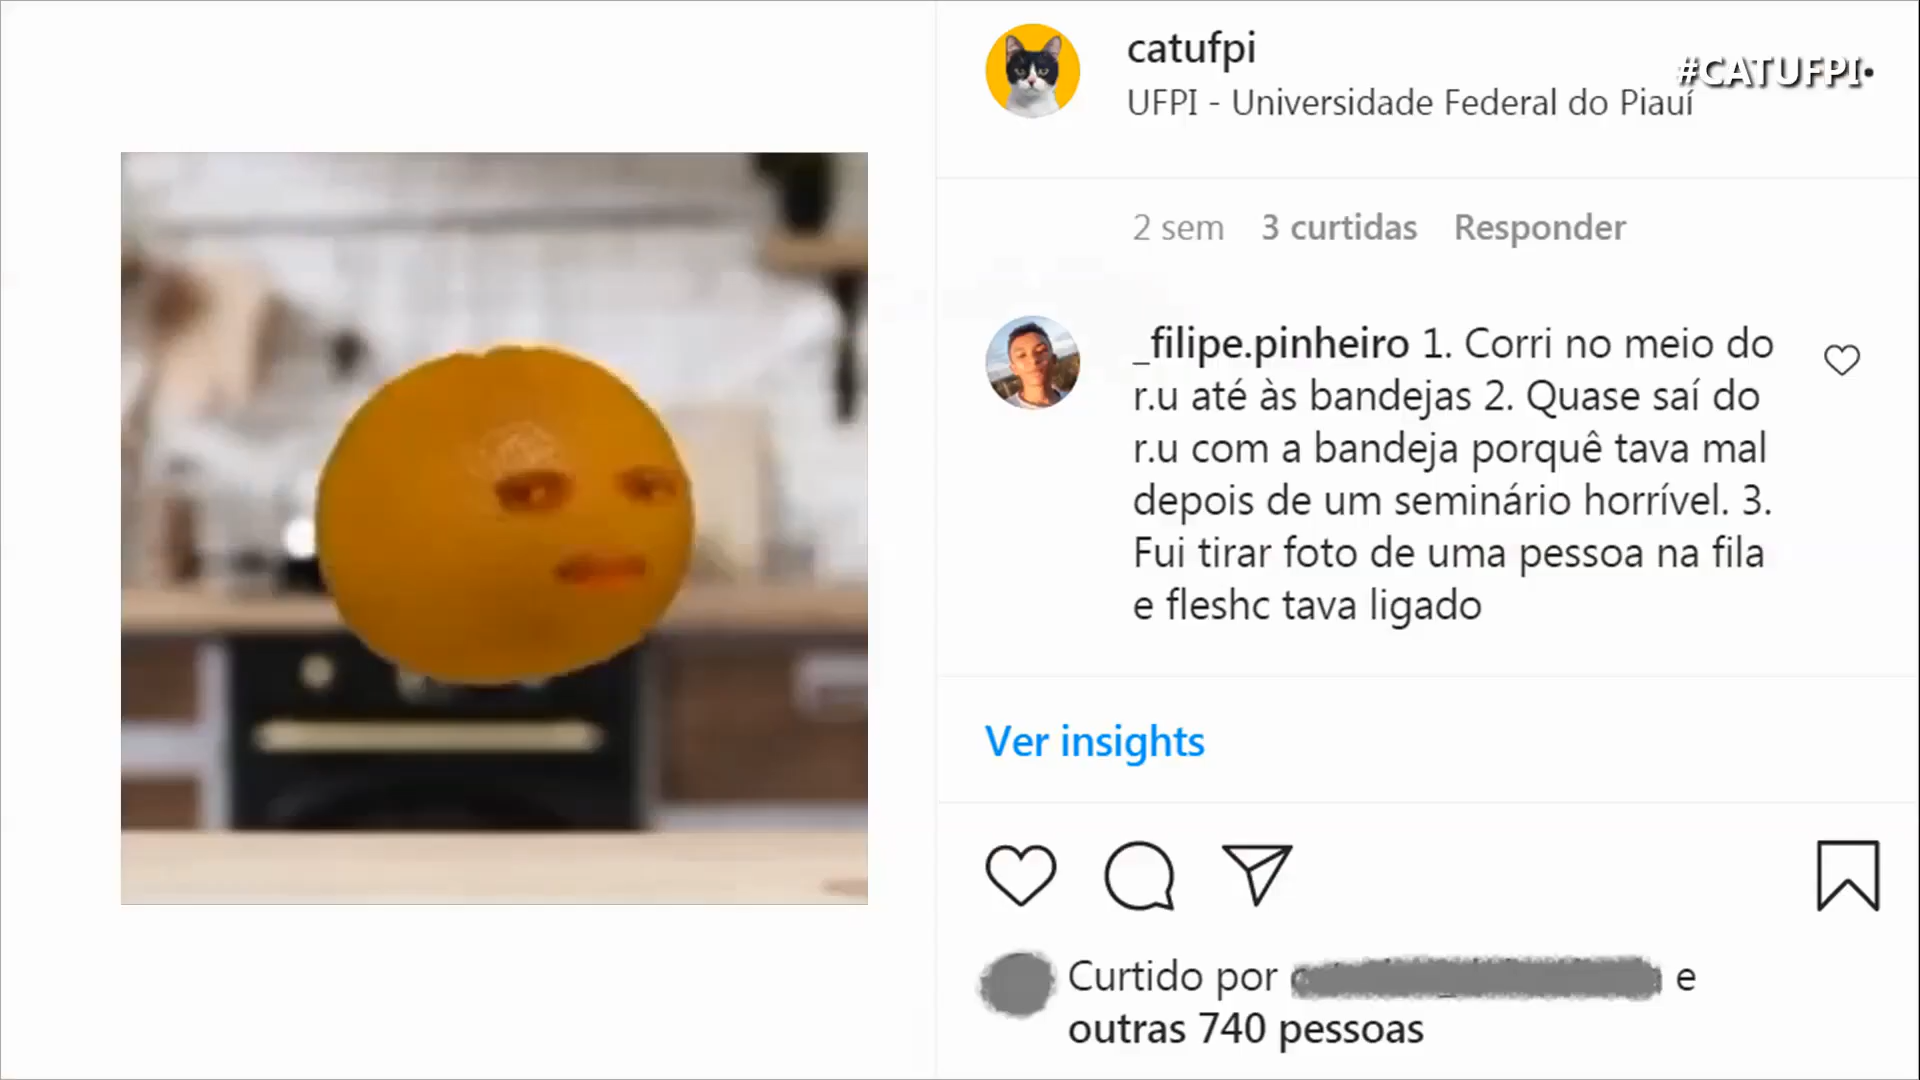 catufpi
#CATUFPI•
UFPI - Universidade Federal do Piauí
2 sem 3 curtidas Responder
_filipe.pinheiro 1. Corri no meio do
r.u até às bandejas 2. Quase saí do
r.u com a bandeja porquê tava mal
depois de um seminário horrível. 3.
Fui tirar foto de uma pessoa na fila
e fleshc tava ligado
Ver insights
Curtido por e
outras 740 pessoas